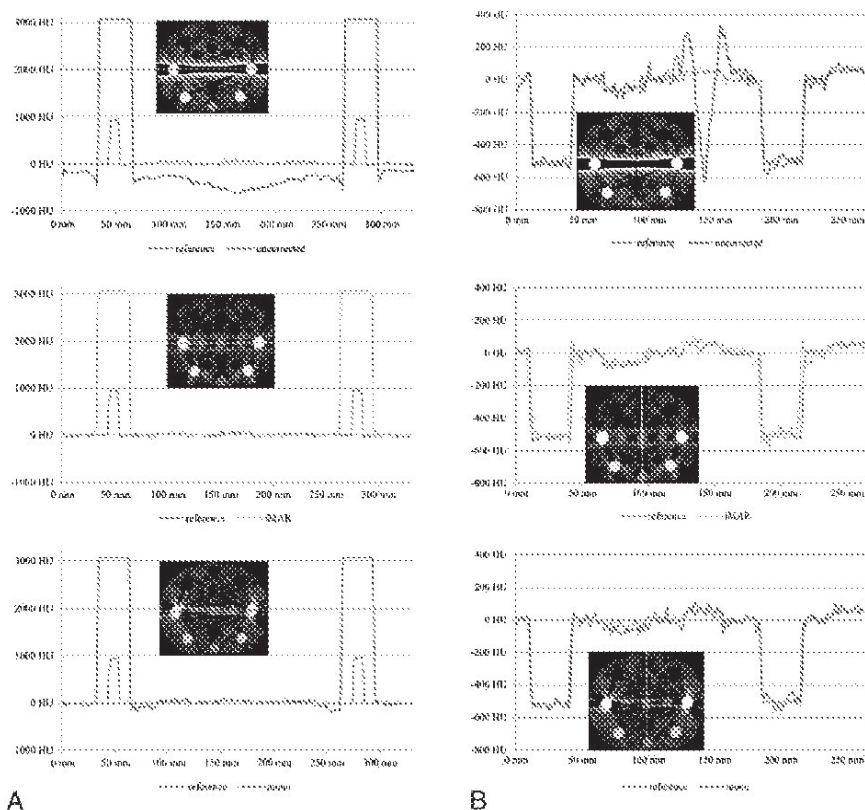 3000 HU
2000 HU
1000 HU
0 HU
-1000 HU
0 mm 50 mm 100 mm 150 mm 200 mm 250 mm 300 mm
reference uncorrected
400 HU
200 HU
0 HU
-200 HU
-400 HU
-600 HU
-800 HU
0 mm 50 mm 100 mm 150 mm 200 mm 250 mm
reference uncorrected
3000 HU
2000 HU
1000 HU
0 HU
-1000 HU
0 mm 50 mm 100 mm 150 mm 200 mm 250 mm 300 mm
reference iMAR
400 HU
200 HU
0 HU
-200 HU
-400 HU
-600 HU
-800 HU
0 mm 50 mm 100 mm 150 mm 200 mm 250 mm
reference iMAR
3000 HU
2000 HU
1000 HU
0 HU
-1000 HU
0 mm 50 mm 100 mm 150 mm 200 mm 250 mm 300 mm
reference
400 HU
200 HU
0 HU
-200 HU
-400 HU
-600 HU
-800 HU
0 mm 50 mm 100 mm 150 mm 200 mm 250 mm
reference
A
B